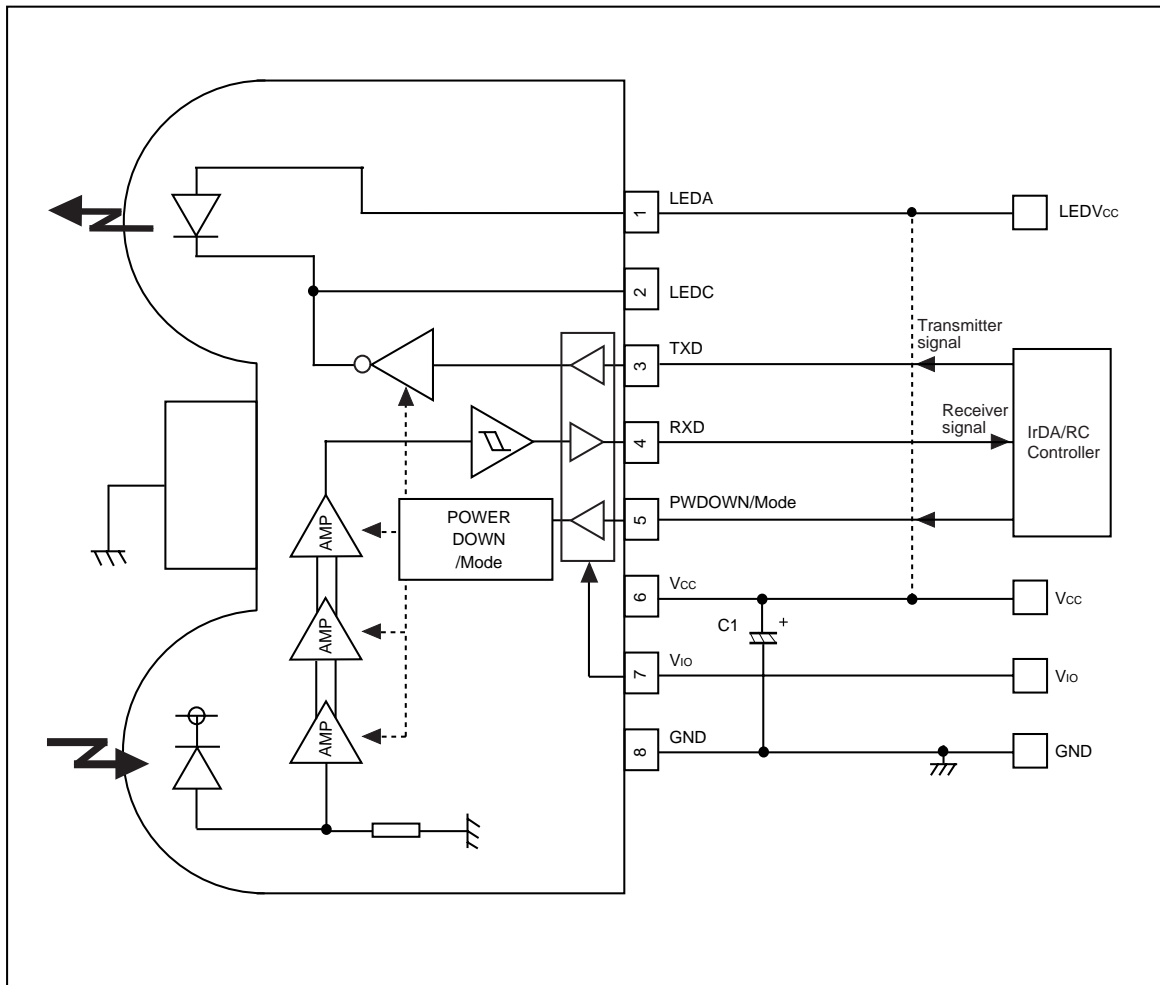 1
LEDA
LEDVcc
2
LEDC
Transmitter
signal
3
TXD
Receiver
signal
4
RXD
IrDA/RC
Controller
5
PWDOWN/Mode
POWER
DOWN
/Mode
AMP
AMP
AMP
6
Vcc
C1
+
Vcc
7
VIO
VIO
8
GND
GND